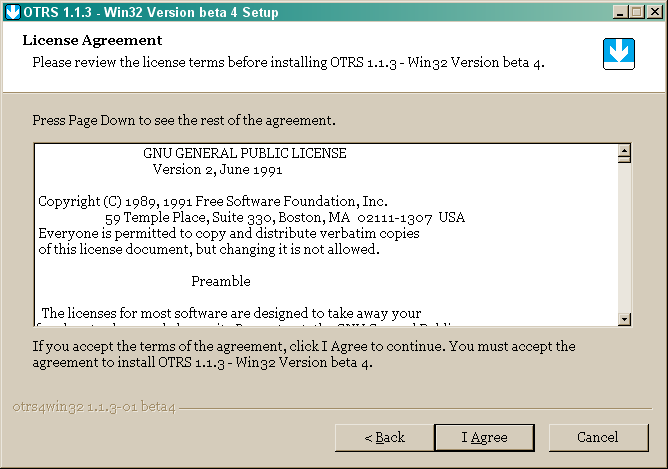 OTRS 1.1.3 - Win32 Version beta 4 Setup
License Agreement
Please review the license terms before installing OTRS 1.1.3 - Win32 Version beta 4.
Press Page Down to see the rest of the agreement.
GNU GENERAL PUBLIC LICENSE
Version 2, June 1991
Copyright (C) 1989, 1991 Free Software Foundation, Inc.
59 Temple Place, Suite 330, Boston, MA 02111-1307 USA
Everyone is permitted to copy and distribute verbatim copies
of this license document, but changing it is not allowed.
Preamble
The licenses for most software are designed to take away your
If you accept the terms of the agreement, click I Agree to continue. You must accept the
agreement to install OTRS 1.1.3 - Win32 Version beta 4.
otrs4win32 1.1.3-01 beta4
< Back I Agree Cancel